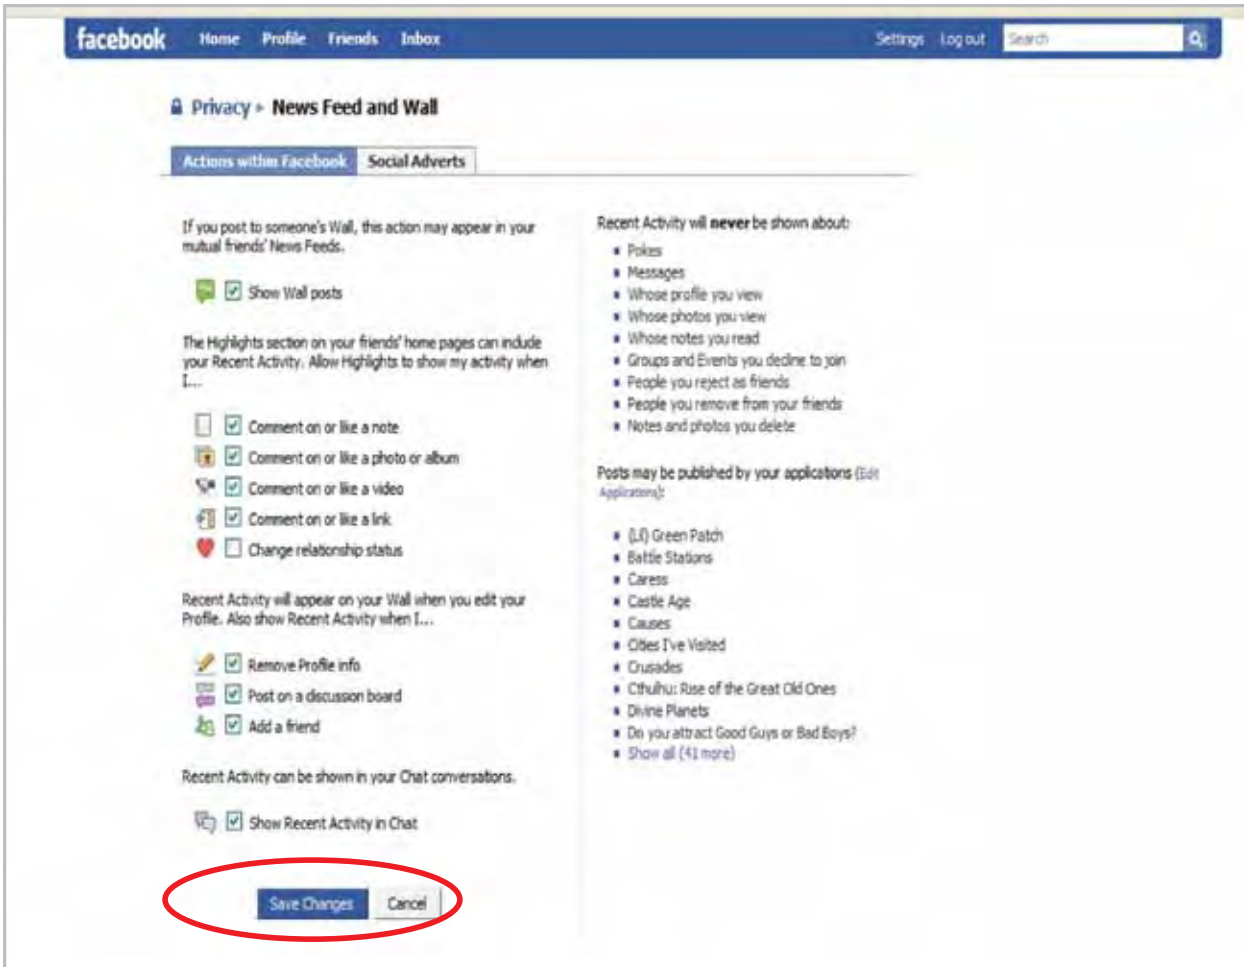 facebook Home Profile Friends Inbox Settings Log out Search
Privacy ▸ News Feed and Wall
Actions within Facebook Social Adverts
If you post to someone's Wall, this action may appear in your
mutual friends' News Feeds.
Show Wall posts
The Highlights section on your friends' home pages can include
your Recent Activity. Allow Highlights to show my activity when
I...
Comment on or like a note
Comment on or like a photo or album
Comment on or like a video
Comment on or like a link
Change relationship status
Recent Activity will appear on your Wall when you edit your
Profile. Also show Recent Activity when I...
Remove Profile info
Post on a discussion board
Add a friend
Recent Activity can be shown in your Chat conversations.
Show Recent Activity in Chat
Save Changes Cancel
Recent Activity will never be shown about:
Pokes
Messages
Whose profile you view
Whose photos you view
Whose notes you read
Groups and Events you decline to join
People you reject as friends
People you remove from your friends
Notes and photos you delete
Posts may be published by your applications (Edit
Applications):
(Lil) Green Patch
Battle Stations
Caress
Castle Age
Causes
Cities I've Visited
Crusades
Cthulhu: Rise of the Great Old Ones
Divine Planets
Do you attract Good Guys or Bad Boys?
Show all (41 more)